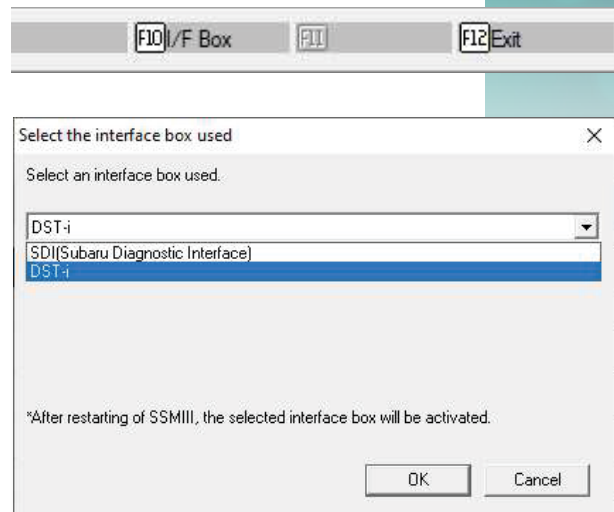 F10 I/F Box F11 F12 Exit
Select the interface box used
Select an interface box used.
DST-i
SDI(Subaru Diagnostic Interface)
DST-i
*After restarting of SSMIII, the selected interface box will be activated.
OK Cancel